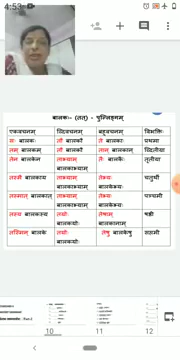 4:53
बालकः (तत्) - पुल्लिङ्गम्
एकवचनम् द्विवचनम् बहुवचनम् विभक्तिः
सः बालकः तौ बालकौ ते बालकाः प्रथमा
तम् बालकम् तौ बालकौ तान् बालकान् द्वितीया
तेन बालकेन ताभ्याम् बालकाभ्याम् तैः बालकैः तृतीया
तस्मै बालकाय ताभ्याम् बालकाभ्याम् तेभ्यः बालकेभ्यः चतुर्थी
तस्मात् बालकात् ताभ्याम् बालकाभ्याम् तेभ्यः बालकेभ्यः पञ्चमी
तस्य बालकस्य तयोः बालकयोः तेषाम् बालकानाम् षष्ठी
तस्मिन् बालके तयोः बालकयोः तेषु बालकेषु सप्तमी
10 11 12